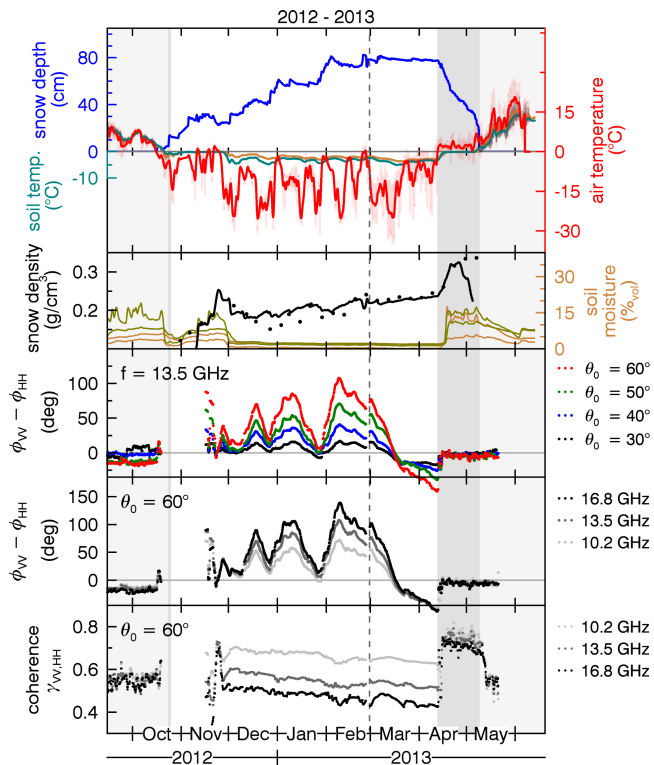 2012 - 2013
snow depth
(cm)
80
40
0
soil temp.
(°C)
-10
15
0
-15
-30
air temperature
(°C)
snow density
(g/cm³)
0.3
0.2
30
15
0
soil
moisture
(%vol)
f = 13.5 GHz
ϕVV − ϕHH
(deg)
100
50
0
θ₀ = 60°
θ₀ = 50°
θ₀ = 40°
θ₀ = 30°
θ₀ = 60°
ϕVV − ϕHH
(deg)
150
100
50
0
16.8 GHz
13.5 GHz
10.2 GHz
θ₀ = 60°
coherence
γVV,HH
0.8
0.6
0.4
10.2 GHz
13.5 GHz
16.8 GHz
Oct Nov Dec Jan Feb Mar Apr May
2012 2013